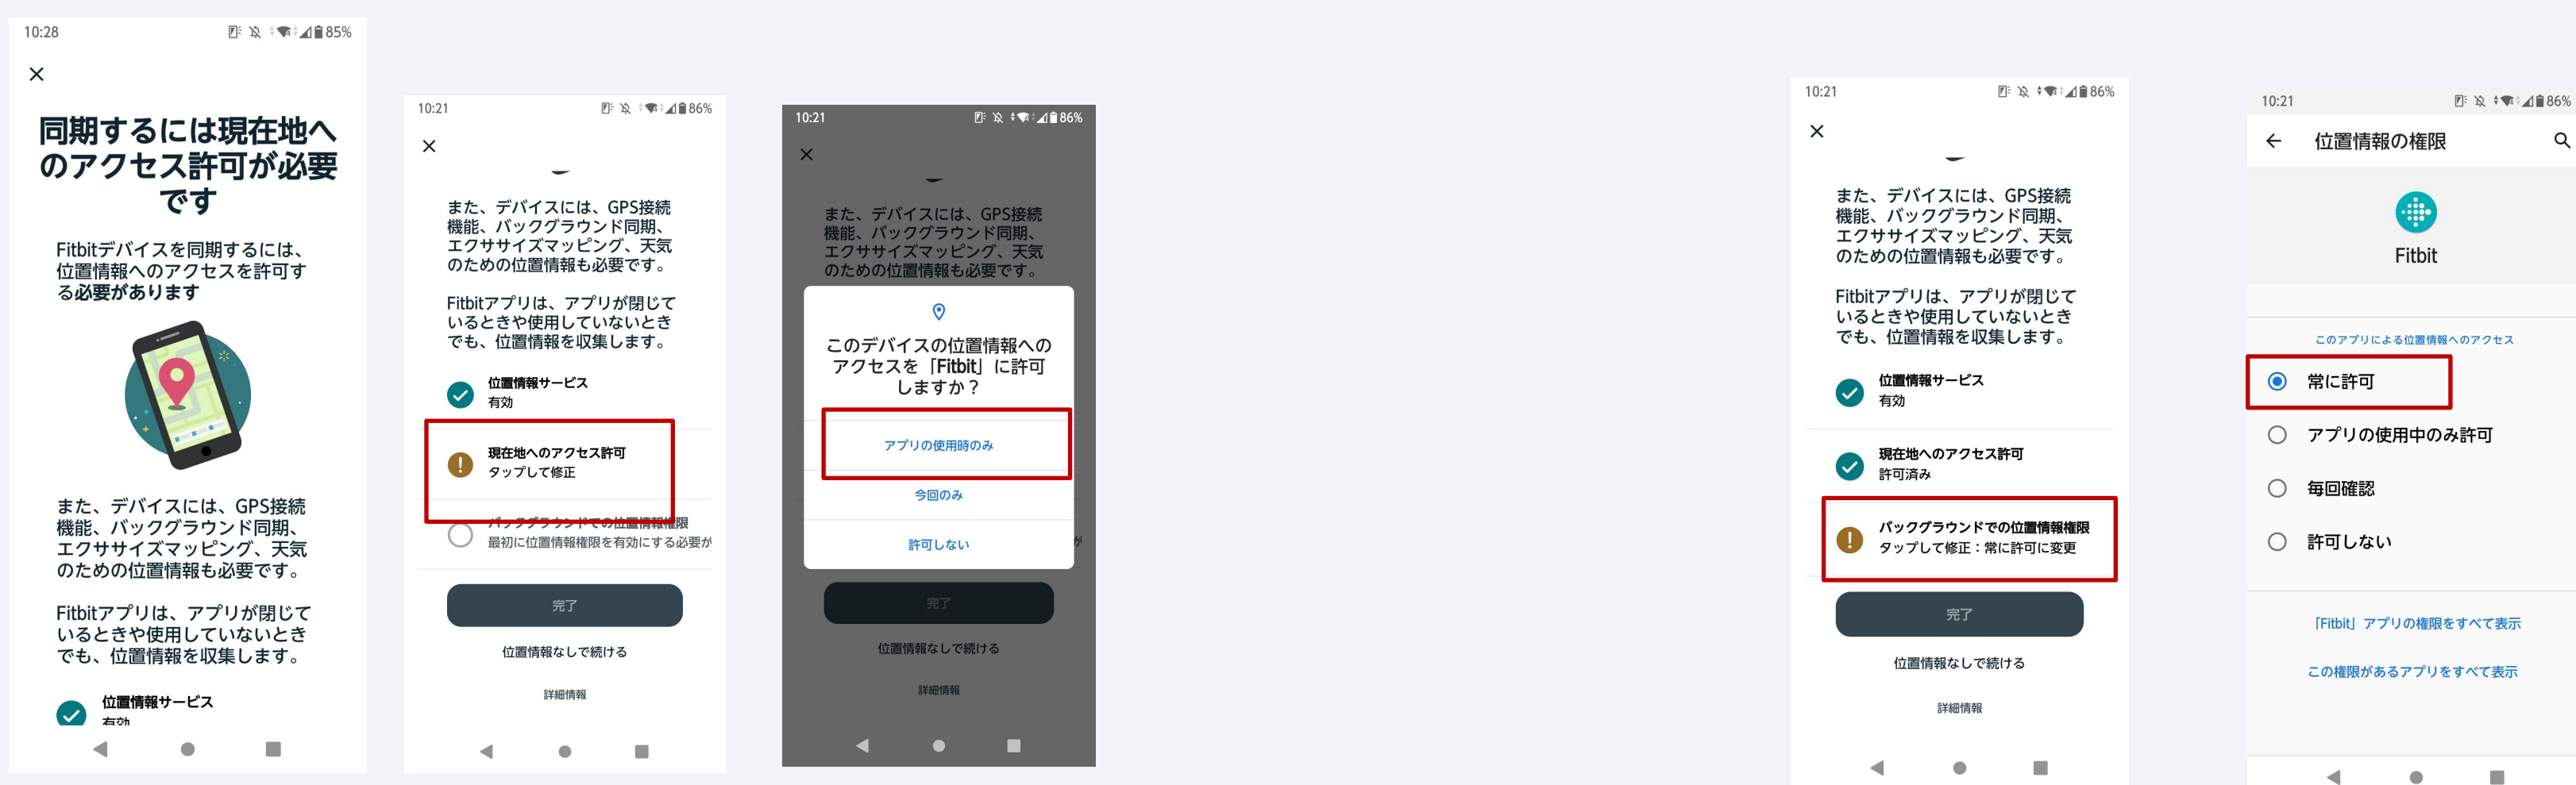 10:28
85%
同期するには現在地へ
のアクセス許可が必要
です
Fitbitデバイスを同期するには、
位置情報へのアクセスを許可す
る必要があります
また、デバイスには、GPS接続
機能、バックグラウンド同期、
エクササイズマッピング、天気
のための位置情報も必要です。
Fitbitアプリは、アプリが閉じて
いるときや使用していないとき
でも、位置情報を収集します。
位置情報サービス
有効
10:21
86%
また、デバイスには、GPS接続
機能、バックグラウンド同期、
エクササイズマッピング、天気
のための位置情報も必要です。
Fitbitアプリは、アプリが閉じて
いるときや使用していないとき
でも、位置情報を収集します。
位置情報サービス
有効
現在地へのアクセス許可
タップして修正
バックグラウンドでの位置情報権限
最初に位置情報権限を有効にする必要が
完了
位置情報なしで続ける
詳細情報
10:21
86%
また、デバイスには、GPS接続
機能、バックグラウンド同期、
エクササイズマッピング、天気
のための位置情報も必要です。
このデバイスの位置情報への
アクセスを「Fitbit」に許可
しますか？
アプリの使用時のみ
今回のみ
許可しない
が
完了
位置情報なしで続ける
詳細情報
10:21
86%
また、デバイスには、GPS接続
機能、バックグラウンド同期、
エクササイズマッピング、天気
のための位置情報も必要です。
Fitbitアプリは、アプリが閉じて
いるときや使用していないとき
でも、位置情報を収集します。
位置情報サービス
有効
現在地へのアクセス許可
許可済み
バックグラウンドでの位置情報権限
タップして修正：常に許可に変更
完了
位置情報なしで続ける
詳細情報
10:21
86%
位置情報の権限
Fitbit
このアプリによる位置情報へのアクセス
常に許可
アプリの使用中のみ許可
毎回確認
許可しない
「Fitbit」アプリの権限をすべて表示
この権限があるアプリをすべて表示